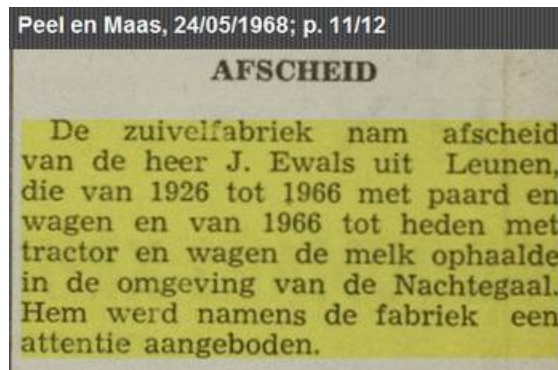 Peel en Maas, 24/05/1968; p. 11/12
AFSCHEID
De zuivelfabriek nam afscheid
van de heer J. Ewals uit Leunen,
die van 1926 tot 1966 met paard en
wagen en van 1966 tot heden met
tractor en wagen de melk ophaalde
in de omgeving van de Nachtegaal.
Hem werd namens de fabriek een
attentie aangeboden.